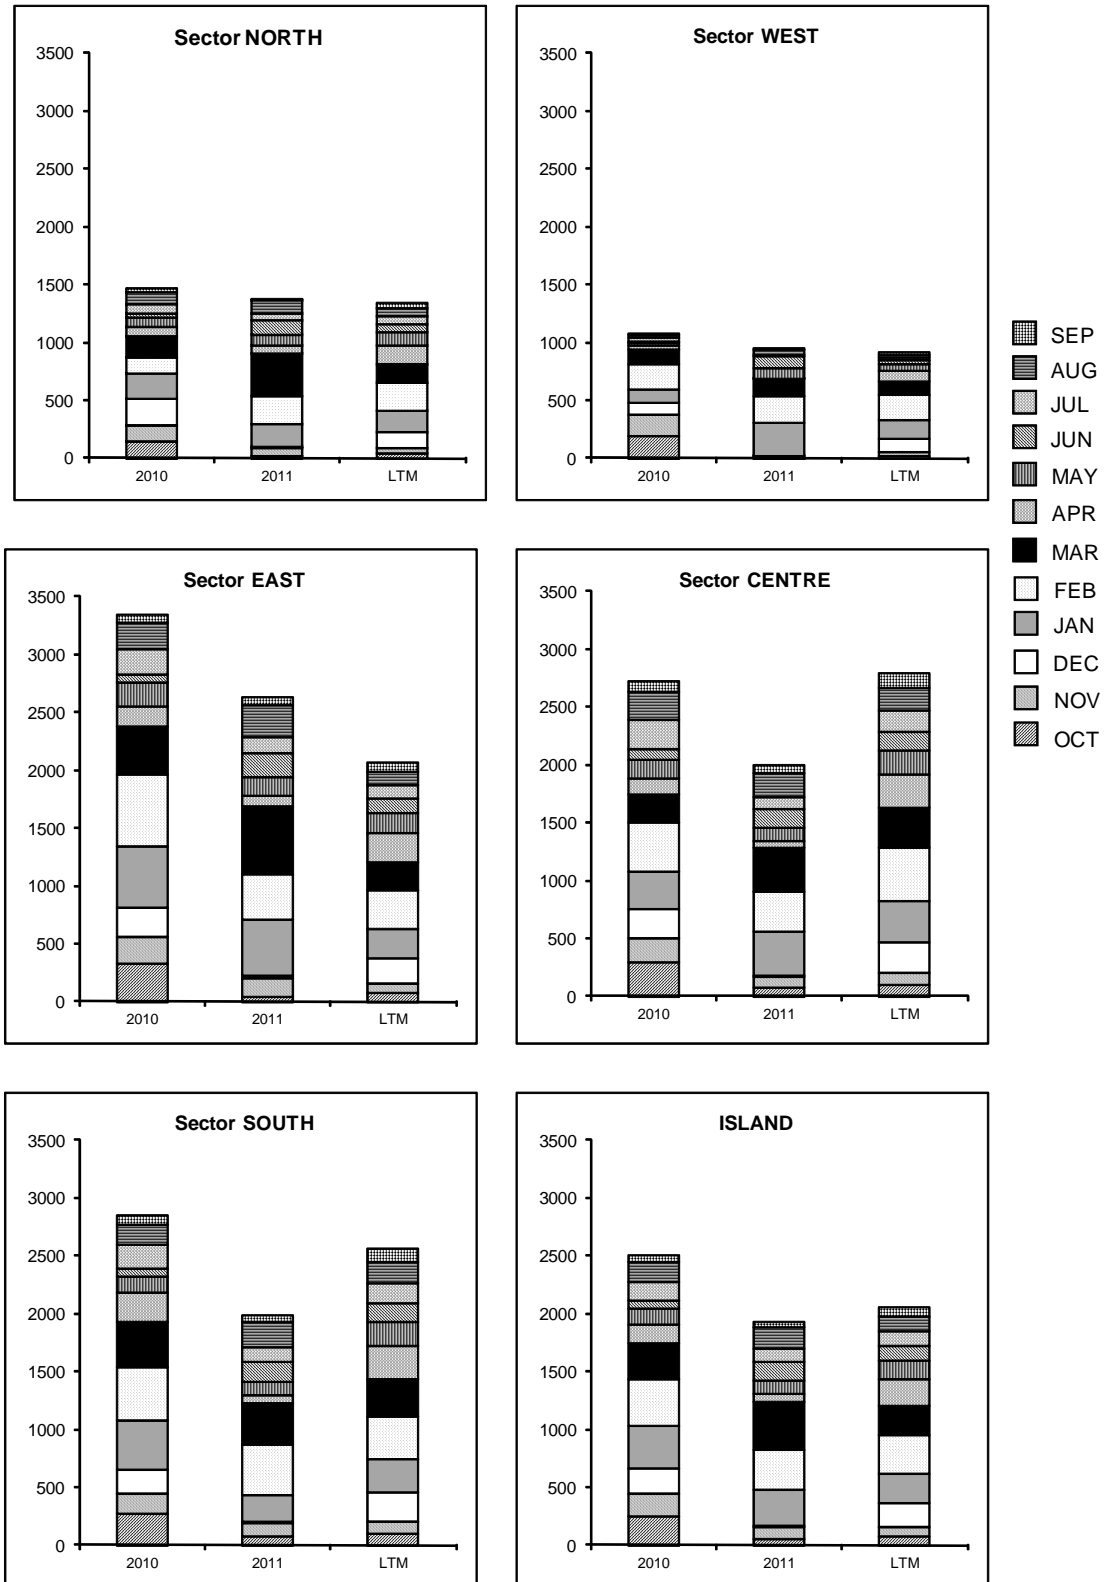 Sector NORTH
3500
3000
2500
2000
1500
1000
500
0
2010 2011 LTM
Sector WEST
3500
3000
2500
2000
1500
1000
500
0
2010 2011 LTM
SEP
AUG
JUL
JUN
MAY
APR
MAR
FEB
JAN
DEC
NOV
OCT
Sector EAST
3500
3000
2500
2000
1500
1000
500
0
2010 2011 LTM
Sector CENTRE
3500
3000
2500
2000
1500
1000
500
0
2010 2011 LTM
Sector SOUTH
3500
3000
2500
2000
1500
1000
500
0
2010 2011 LTM
ISLAND
3500
3000
2500
2000
1500
1000
500
0
2010 2011 LTM